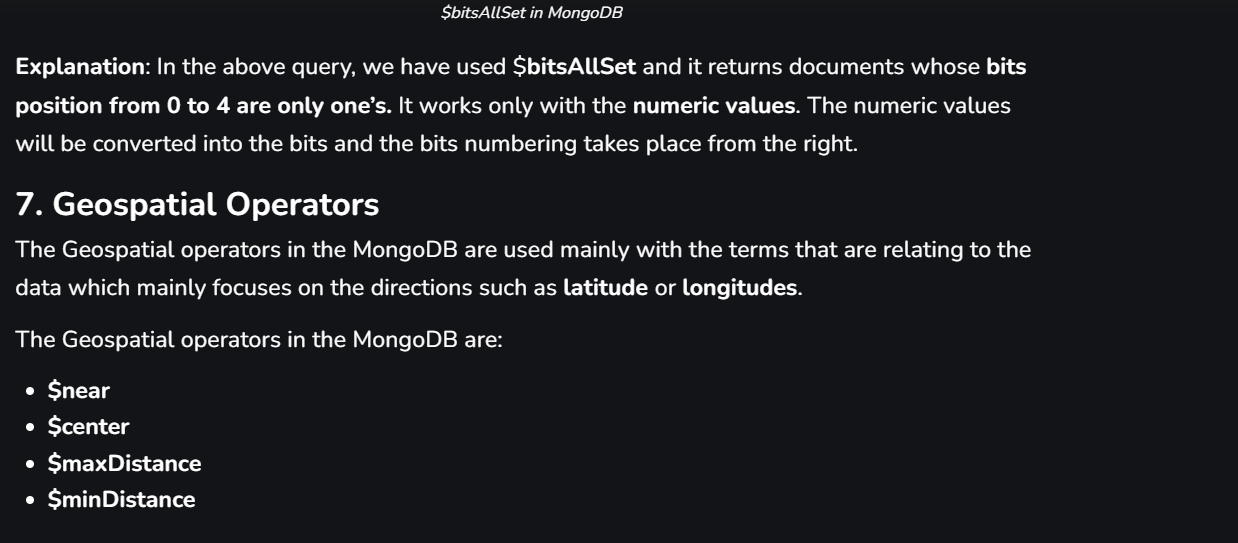 $bitsAllSet in MongoDB
Explanation: In the above query, we have used $bitsAllSet and it returns documents whose bits
position from 0 to 4 are only one’s. It works only with the numeric values. The numeric values
will be converted into the bits and the bits numbering takes place from the right.
7. Geospatial Operators
The Geospatial operators in the MongoDB are used mainly with the terms that are relating to the
data which mainly focuses on the directions such as latitude or longitudes.
The Geospatial operators in the MongoDB are:
• $near
• $center
• $maxDistance
• $minDistance